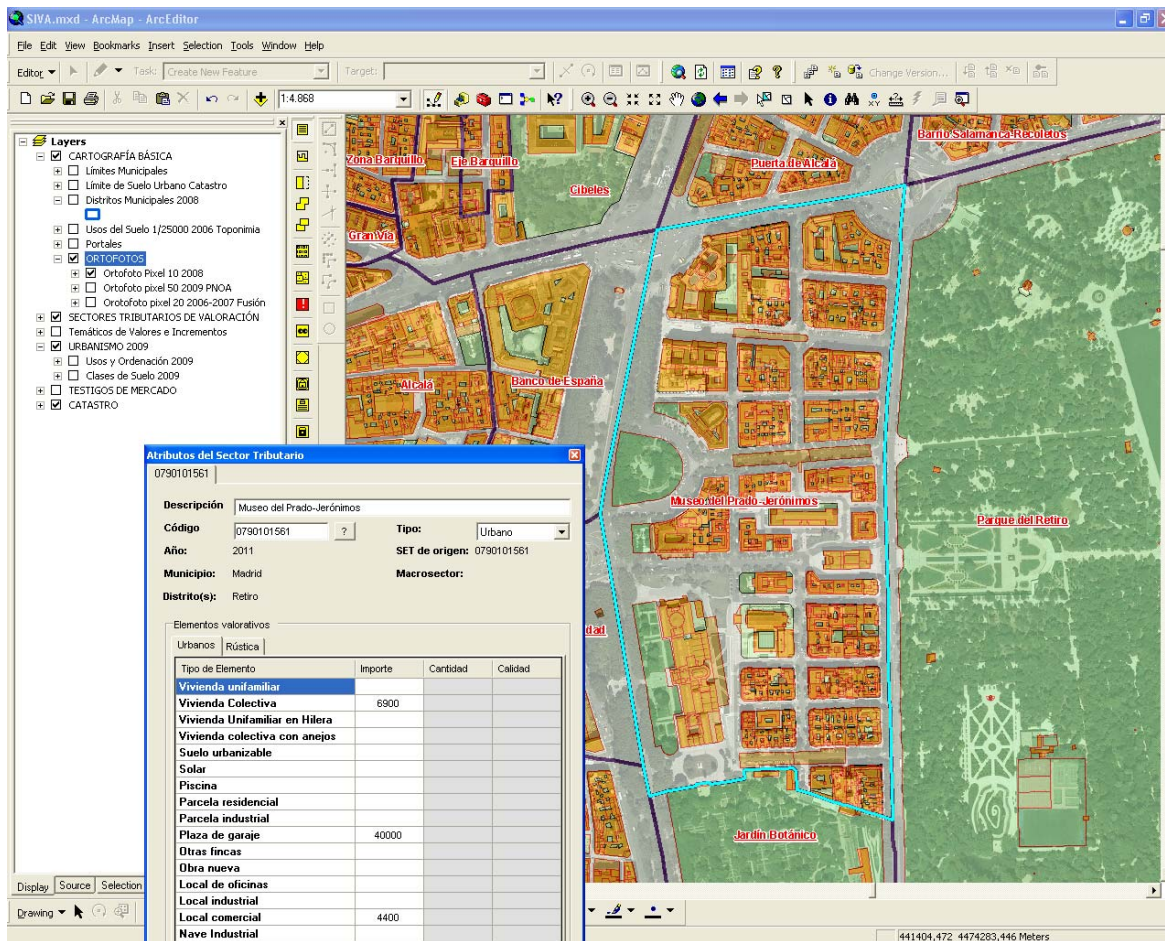 SIVA.mxd - ArcMap - ArcEditor
File Edit View Bookmarks Insert Selection Tools Window Help
Editor Task: Create New Feature Target: Change Version...
1:4.868
Layers
CARTOGRAFÍA BÁSICA
Límites Municipales
Límite de Suelo Urbano Catastro
Distritos Municipales 2008
Usos del Suelo 1/25000 2006 Toponimia
Portales
ORTOFOTOS
Ortofoto Pixel 10 2008
Ortofoto pixel 50 2009 PNOA
Orotofoto pixel 20 2006-2007 Fusión
SECTORES TRIBUTARIOS DE VALORACIÓN
Temáticos de Valores e Incrementos
URBANISMO 2009
Usos y Ordenación 2009
Clases de Suelo 2009
TESTIGOS DE MERCADO
CATASTRO
Barrio Salamanca-Recoletos
Zona Barquillo
Eje Barquillo
Puerta de Alcalá
Cibeles
Gran Vía
Alcalá
Banco de España
Museo del Prado-Jerónimos
Parque del Retiro
dad
Jardín Botánico
Atributos del Sector Tributario
0790101561
Descripción Museo del Prado-Jerónimos
Código 0790101561 ? Tipo: Urbano
Año: 2011 SET de origen: 0790101561
Municipio: Madrid Macrosector:
Distrito(s): Retiro
Elementos valorativos
Urbanos Rústica
Tipo de Elemento Importe Cantidad Calidad
Vivienda unifamiliar
Vivienda Colectiva 6900
Vivienda Unifamiliar en Hilera
Vivienda colectiva con anejos
Suelo urbanizable
Solar
Piscina
Parcela residencial
Parcela industrial
Plaza de garaje 40000
Otras fincas
Obra nueva
Local de oficinas
Local industrial
Local comercial 4400
Nave Industrial
Display Source Selection
Drawing
441404,472 4474283,446 Meters